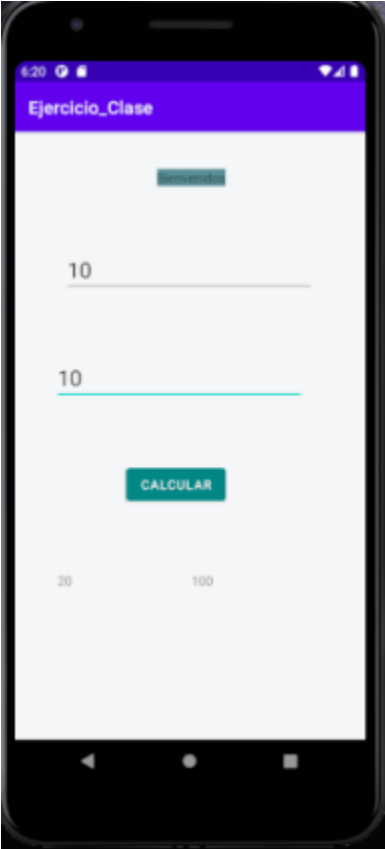 6:20
Ejercicio_Clase
Bienvenidos
10
10
CALCULAR
20 100